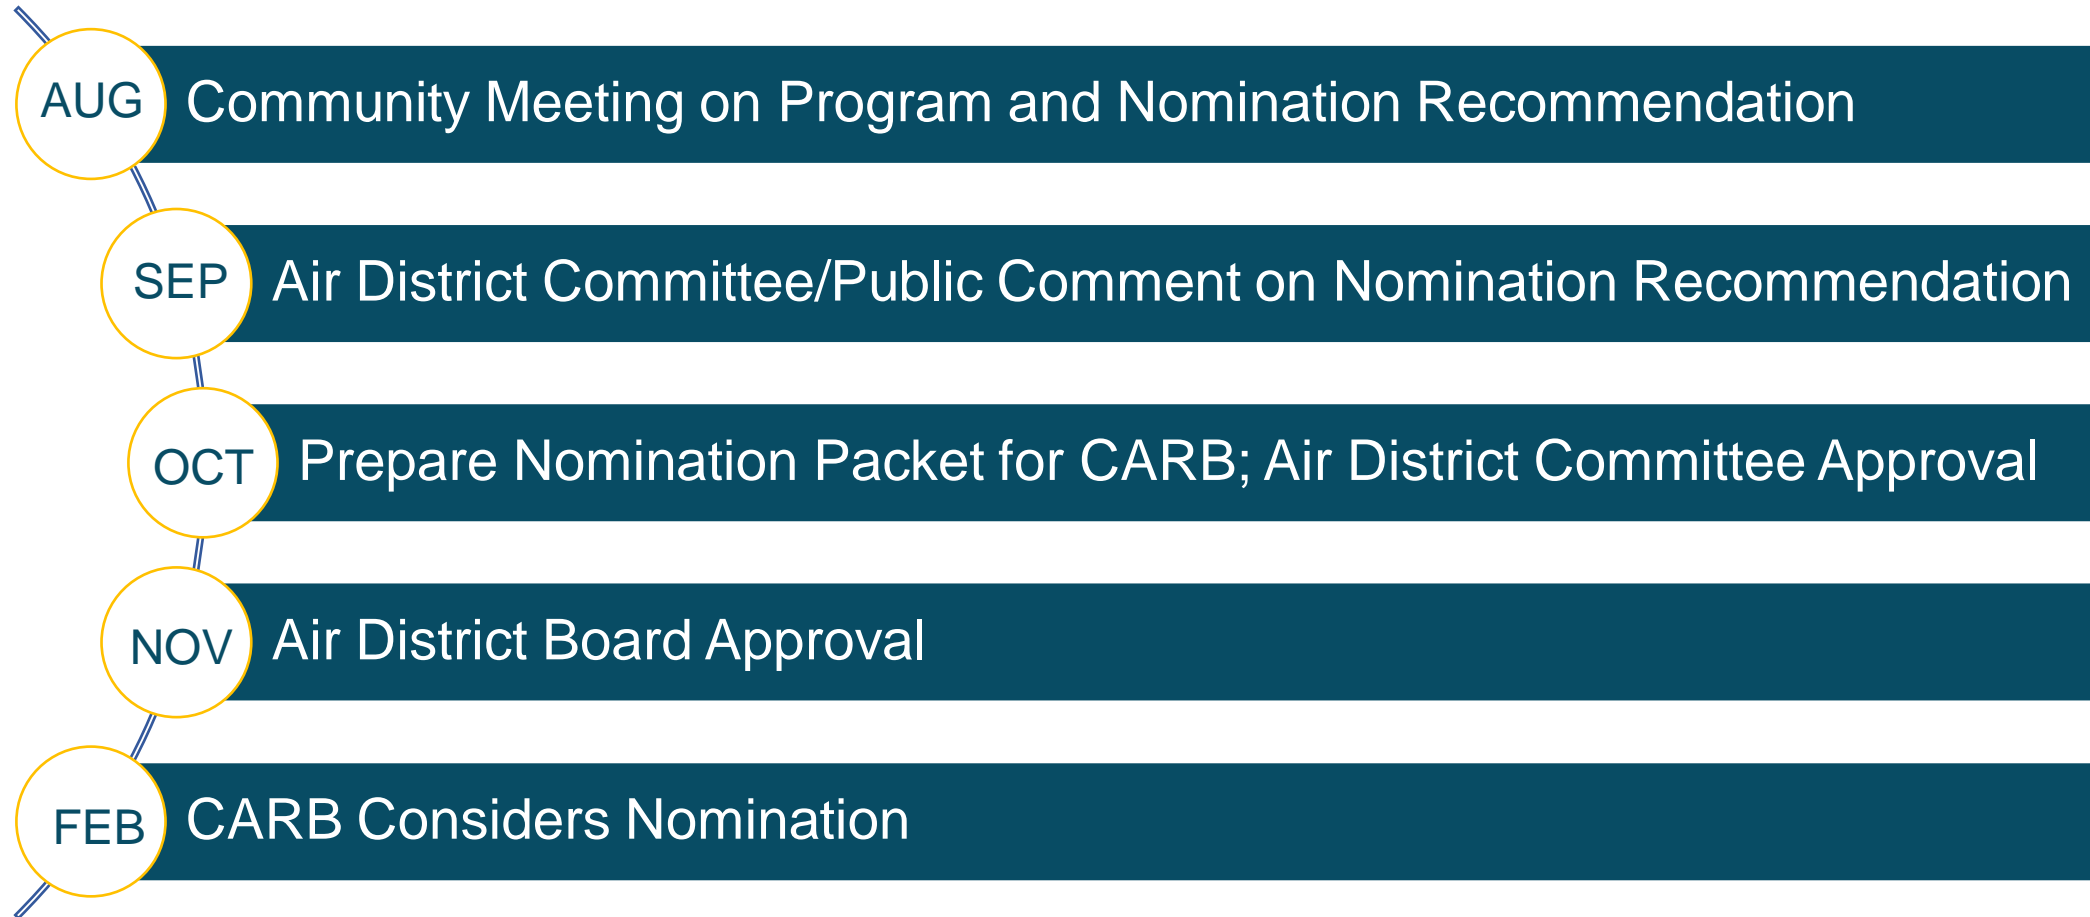 AUG Community Meeting on Program and Nomination Recommendation
SEP Air District Committee/Public Comment on Nomination Recommendation
OCT Prepare Nomination Packet for CARB; Air District Committee Approval
NOV Air District Board Approval
FEB CARB Considers Nomination